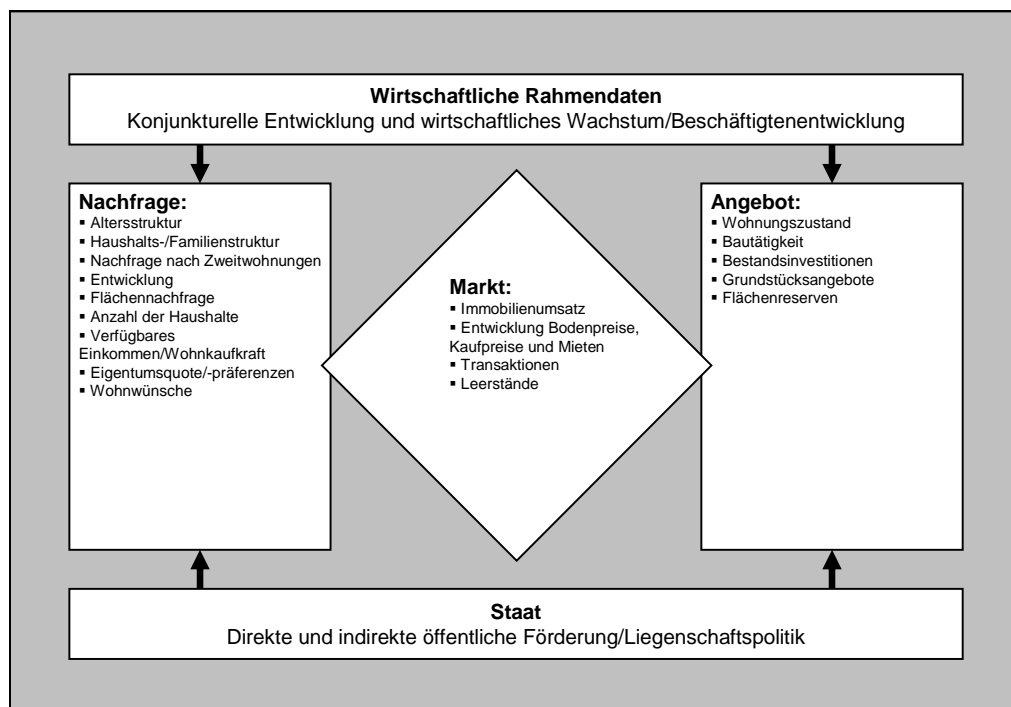 Wirtschaftliche Rahmendaten
Konjunkturelle Entwicklung und wirtschaftliches Wachstum/Beschäftigtenentwicklung
Nachfrage:
▪ Altersstruktur
▪ Haushalts-/Familienstruktur
▪ Nachfrage nach Zweitwohnungen
▪ Entwicklung
▪ Flächennachfrage
▪ Anzahl der Haushalte
▪ Verfügbares
Einkommen/Wohnkaufkraft
▪ Eigentumsquote/-präferenzen
▪ Wohnwünsche
Markt:
▪ Immobilienumsatz
▪ Entwicklung Bodenpreise,
Kaufpreise und Mieten
▪ Transaktionen
▪ Leerstände
Angebot:
▪ Wohnungszustand
▪ Bautätigkeit
▪ Bestandsinvestitionen
▪ Grundstücksangebote
▪ Flächenreserven
Staat
Direkte und indirekte öffentliche Förderung/Liegenschaftspolitik